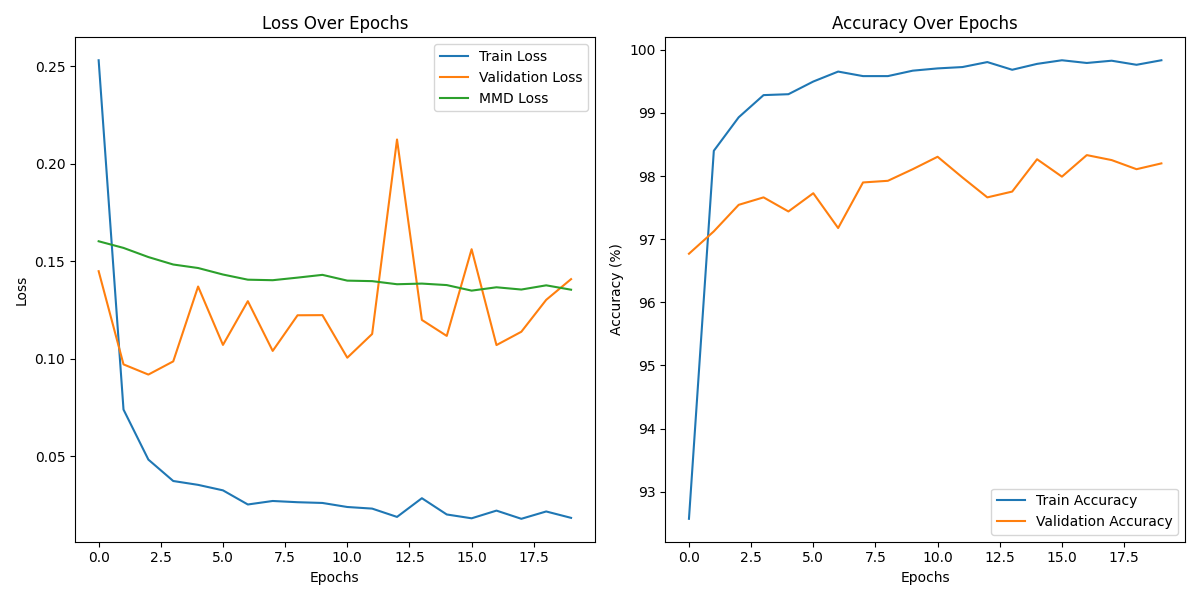 Loss Over Epochs
Train Loss
Validation Loss
MMD Loss
0.25
0.20
0.15
0.10
0.05
Loss
0.0 2.5 5.0 7.5 10.0 12.5 15.0 17.5
Epochs
Accuracy Over Epochs
100
99
98
97
96
95
94
93
Accuracy (%)
Train Accuracy
Validation Accuracy
0.0 2.5 5.0 7.5 10.0 12.5 15.0 17.5
Epochs